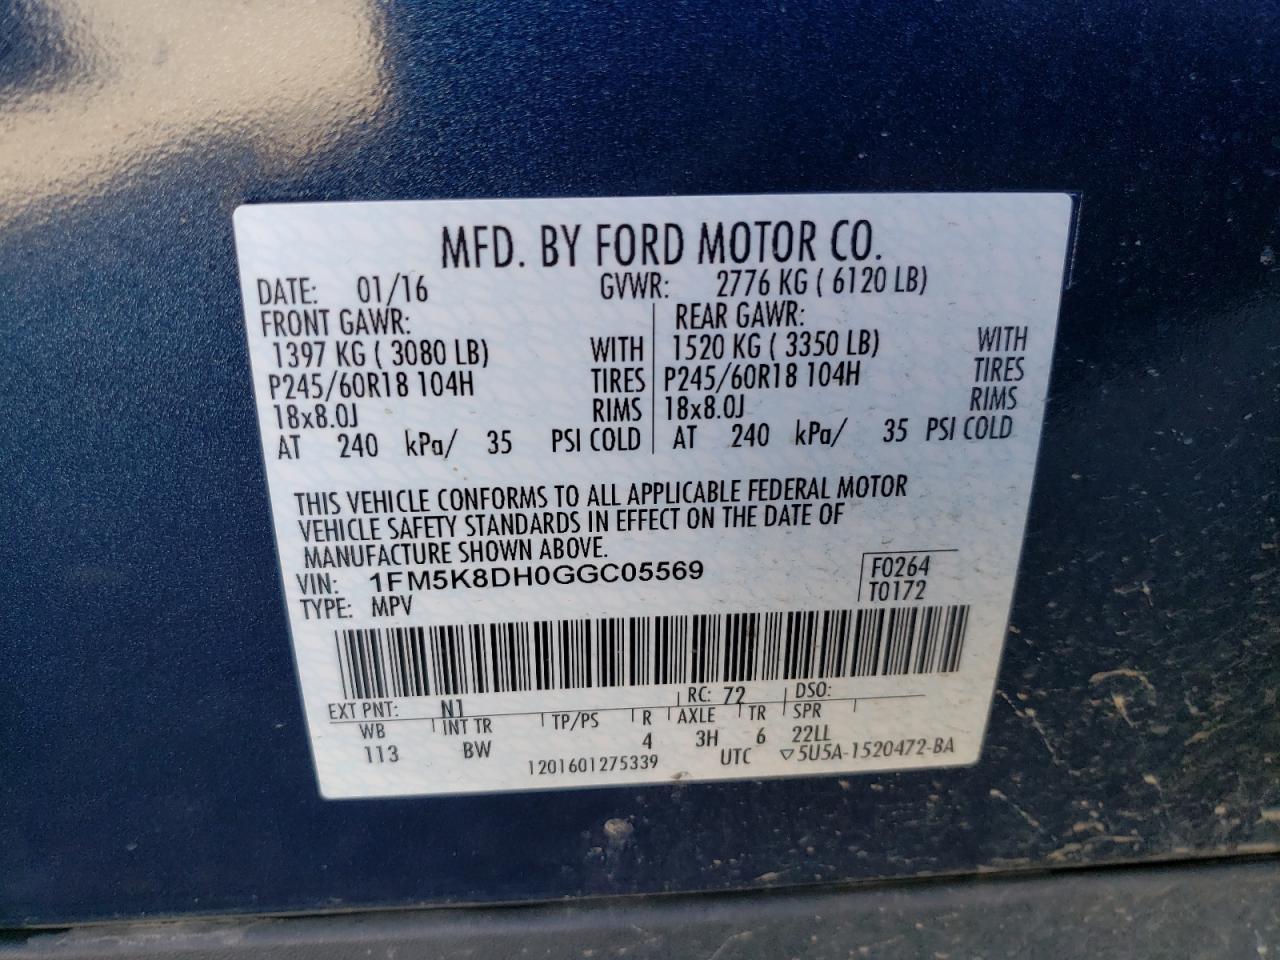 MFD. BY FORD MOTOR CO.
DATE: 01/16 GVWR: 2776 KG ( 6120 LB)
FRONT GAWR: REAR GAWR:
1397 KG ( 3080 LB) WITH 1520 KG ( 3350 LB) WITH
P245/60R18 104H TIRES P245/60R18 104H TIRES
18x8.0J RIMS 18x8.0J RIMS
AT 240 kPa/ 35 PSI COLD AT 240 kPa/ 35 PSI COLD
THIS VEHICLE CONFORMS TO ALL APPLICABLE FEDERAL MOTOR
VEHICLE SAFETY STANDARDS IN EFFECT ON THE DATE OF
MANUFACTURE SHOWN ABOVE.
VIN: 1FM5K8DH0GGC05569 F0264
TYPE: MPV T0172
EXT PNT: N1 RC: 72 DSO:
WB INT TR TP/PS R AXLE TR SPR
113 BW 4 3H 6 22LL
1201601275339 UTC ▽5U5A-1520472-BA